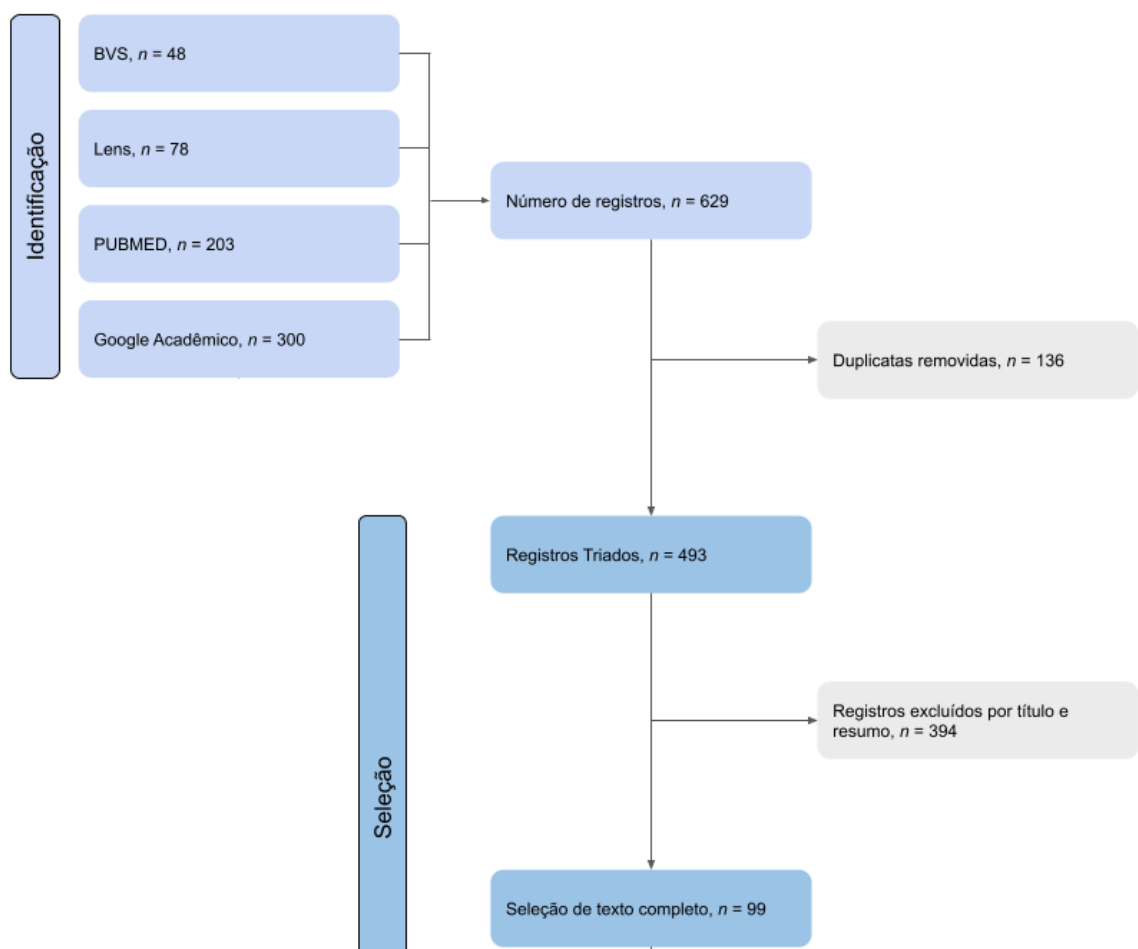 Identificação
BVS, n = 48
Lens, n = 78
PUBMED, n = 203
Google Acadêmico, n = 300
Número de registros, n = 629
Duplicatas removidas, n = 136
Seleção
Registros Triados, n = 493
Registros excluídos por título e
resumo, n = 394
Seleção de texto completo, n = 99